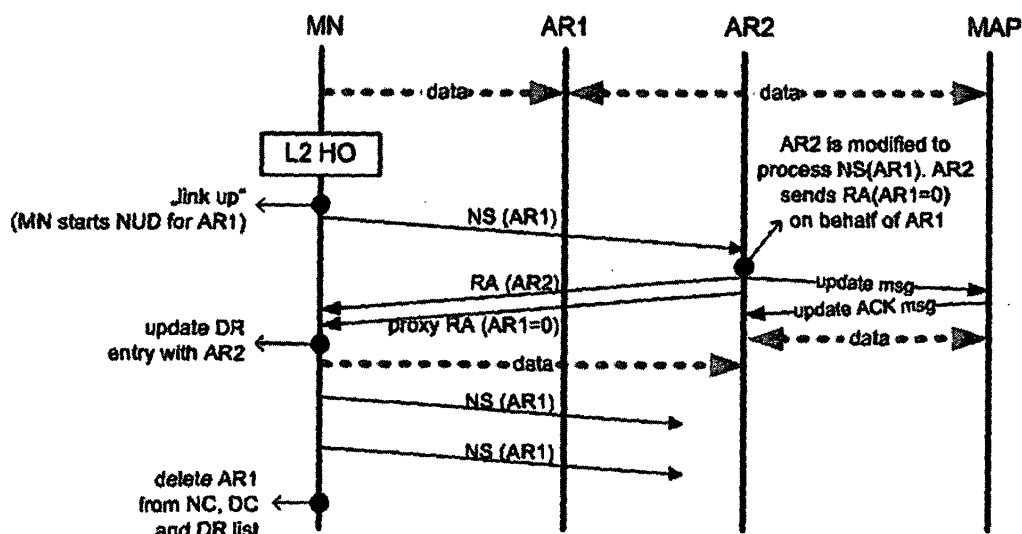 MN AR1 AR2 MAP
data data
L2 HO
AR2 is modified to
process NS(AR1). AR2
sends RA(AR1=0)
on behalf of AR1
„link up“
(MN starts NUD for AR1)
NS (AR1)
RA (AR2)
update msg
proxy RA (AR1=0)
update ACK msg
update DR
entry with AR2
data
data
NS (AR1)
NS (AR1)
delete AR1
from NC, DC
and DR list